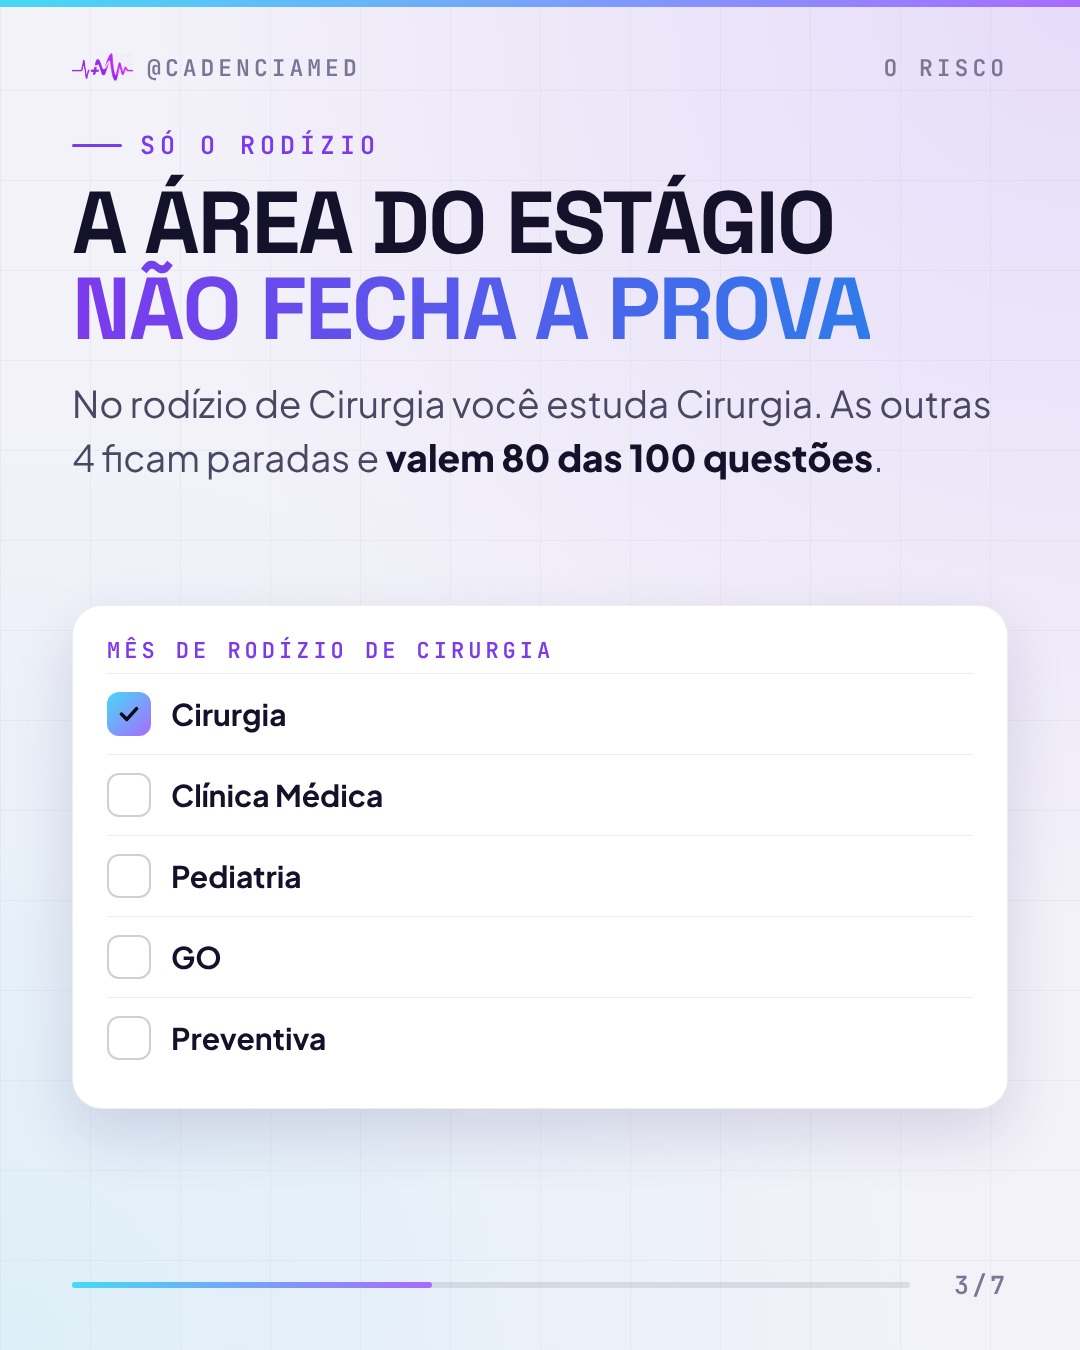 @CADENCIAMED
O RISCO
SÓ O RODÍZIO
A ÁREA DO ESTÁGIO
NÃO FECHA A PROVA
No rodízio de Cirurgia você estuda Cirurgia. As outras
4 ficam paradas e valem 80 das 100 questões.
MÊS DE RODÍZIO DE CIRURGIA
Cirurgia
Clínica Médica
Pediatria
GO
Preventiva
3/7